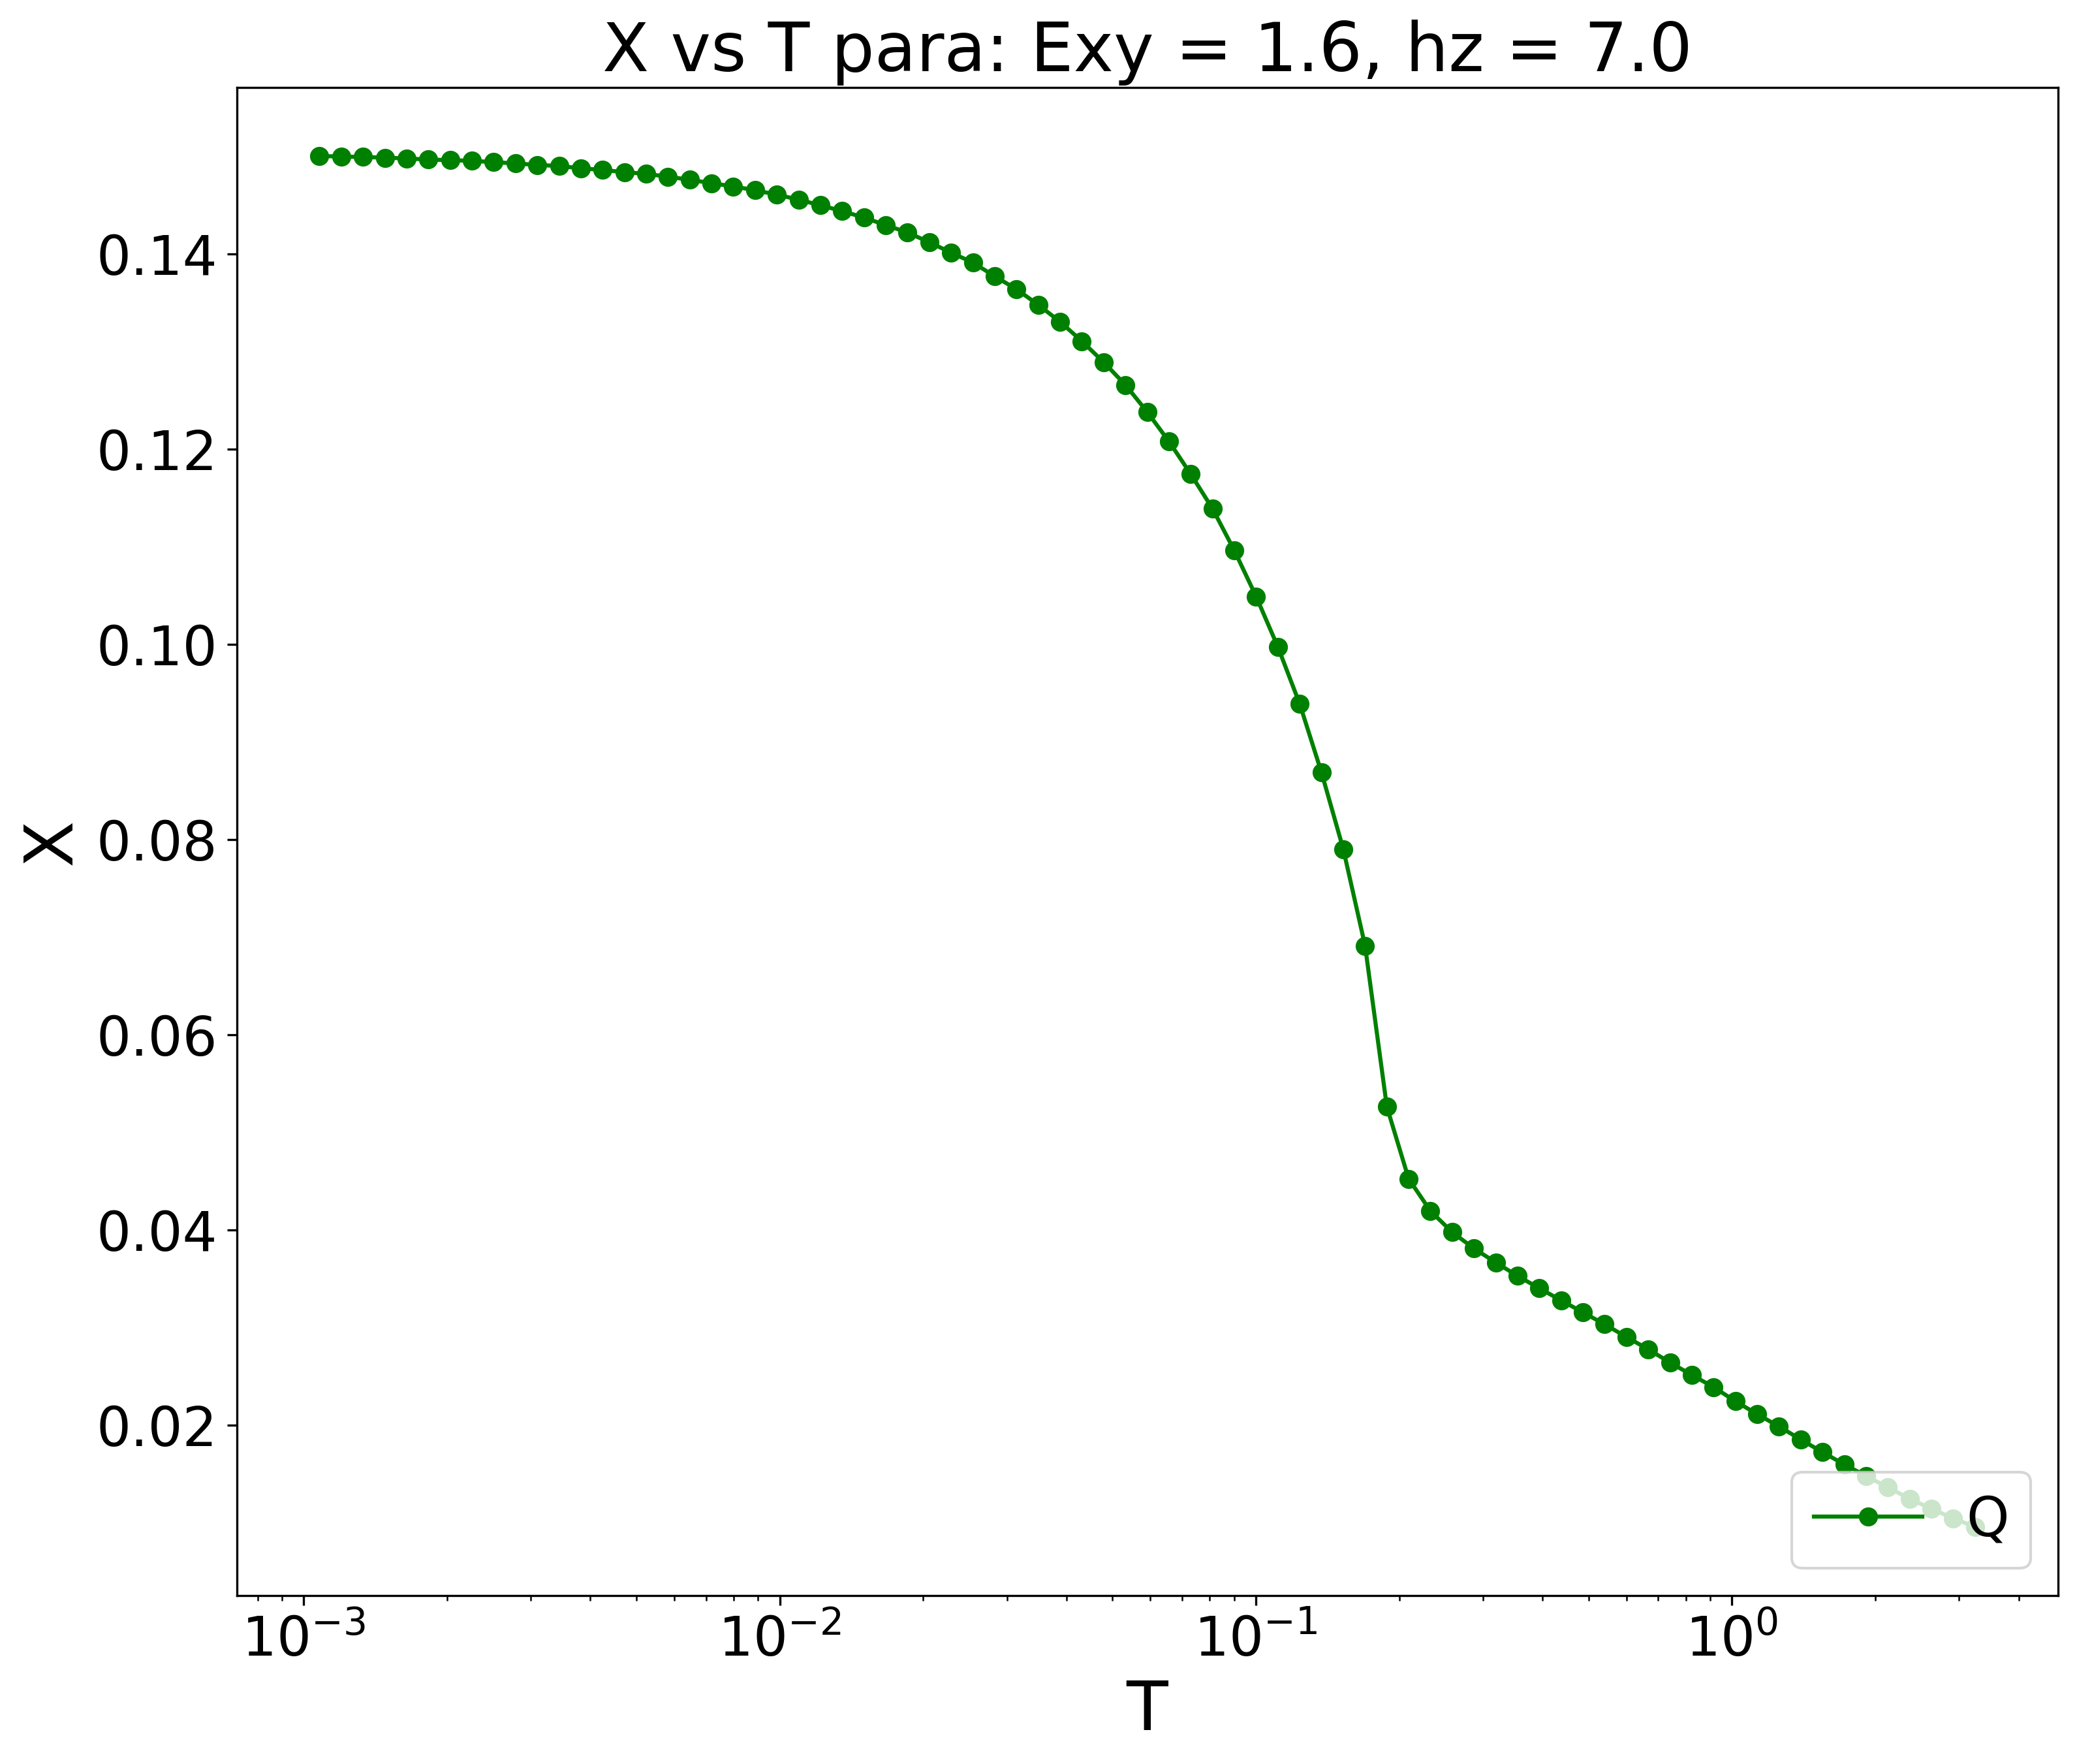 X vs T para: Exy = 1.6, hz = 7.0
X
0.14
0.12
0.10
0.08
0.06
0.04
0.02
Q
10⁻³ 10⁻² 10⁻¹ 10⁰
T